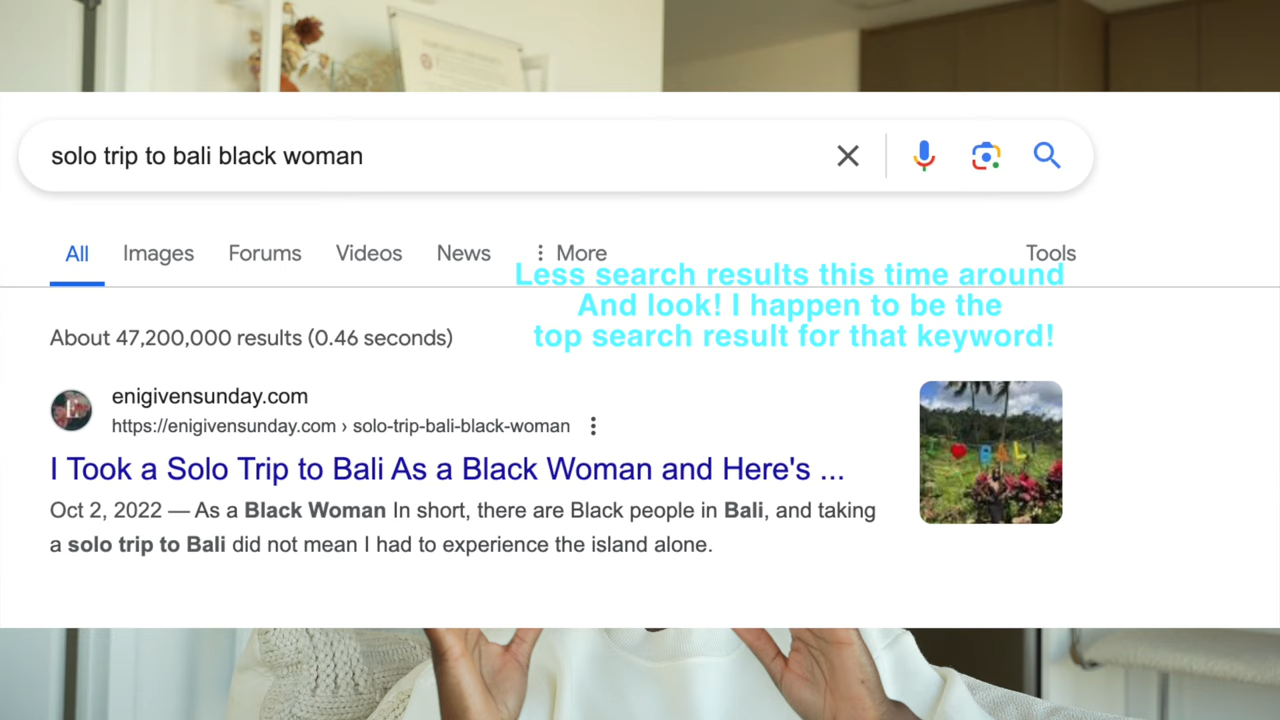 solo trip to bali black woman
All Images Forums Videos News More Tools
Less search results this time around
And look! I happen to be the
top search result for that keyword!
About 47,200,000 results (0.46 seconds)
enigivensunday.com
https://enigivensunday.com › solo-trip-bali-black-woman
I Took a Solo Trip to Bali As a Black Woman and Here's ...
Oct 2, 2022 — As a Black Woman In short, there are Black people in Bali, and taking
a solo trip to Bali did not mean I had to experience the island alone.
BALI